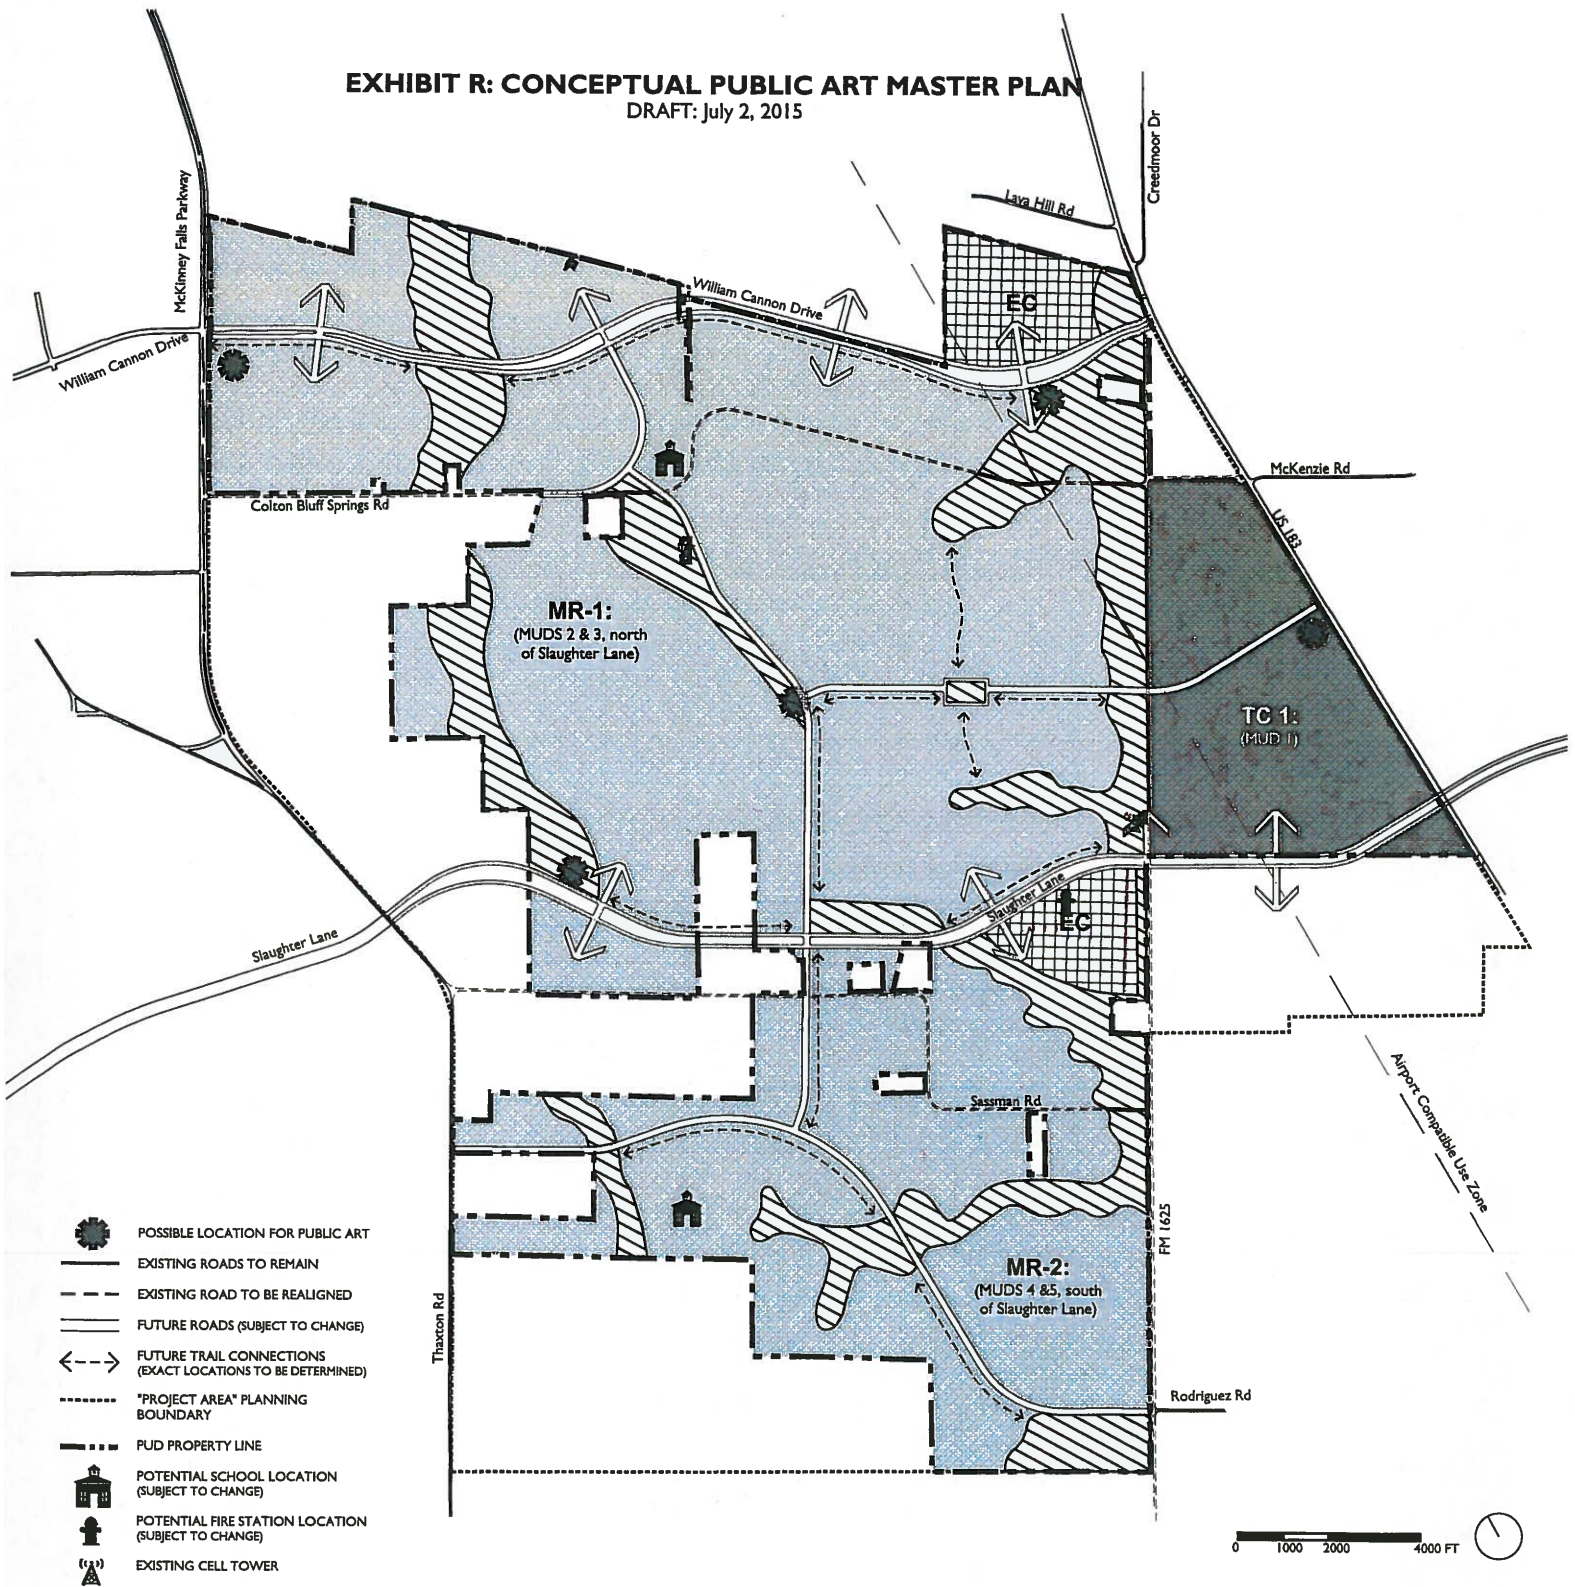 EXHIBIT R: CONCEPTUAL PUBLIC ART MASTER PLAN
DRAFT: July 2, 2015
Creedmoor Dr
McKinney Falls Parkway
Lava Hill Rd
William Cannon Drive
EC
William Cannon Drive
McKenzie Rd
Colton Bluff Springs Rd
US 183
MR-1:
(MUDS 2 & 3, north
of Slaughter Lane)
TC 1:
(MUD 1)
Slaughter Lane
EC
Slaughter Lane
Airport Compatible Use Zone
Sassman Rd
FM 1625
MR-2:
(MUDS 4 &5, south
of Slaughter Lane)
Thaxton Rd
Rodriguez Rd
POSSIBLE LOCATION FOR PUBLIC ART
EXISTING ROADS TO REMAIN
EXISTING ROAD TO BE REALIGNED
FUTURE ROADS (SUBJECT TO CHANGE)
FUTURE TRAIL CONNECTIONS
(EXACT LOCATIONS TO BE DETERMINED)
"PROJECT AREA" PLANNING
BOUNDARY
PUD PROPERTY LINE
POTENTIAL SCHOOL LOCATION
(SUBJECT TO CHANGE)
POTENTIAL FIRE STATION LOCATION
(SUBJECT TO CHANGE)
EXISTING CELL TOWER
0 1000 2000 4000 FT